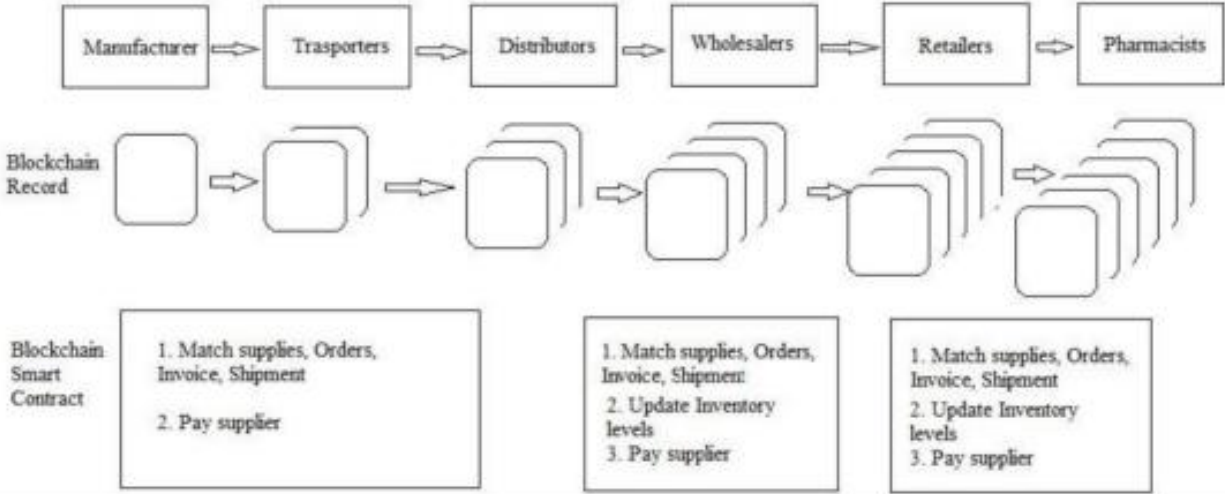 Manufacturer
Trasporters
Distributors
Wholesalers
Retailers
Pharmacists
Blockchain
Record
Blockchain
Smart
Contract
1. Match supplies, Orders,
Invoice, Shipment
2. Pay supplier
1. Match supplies, Orders,
Invoice, Shipment
2. Update Inventory
levels
3. Pay supplier
1. Match supplies, Orders,
Invoice, Shipment
2. Update Inventory
levels
3. Pay supplier